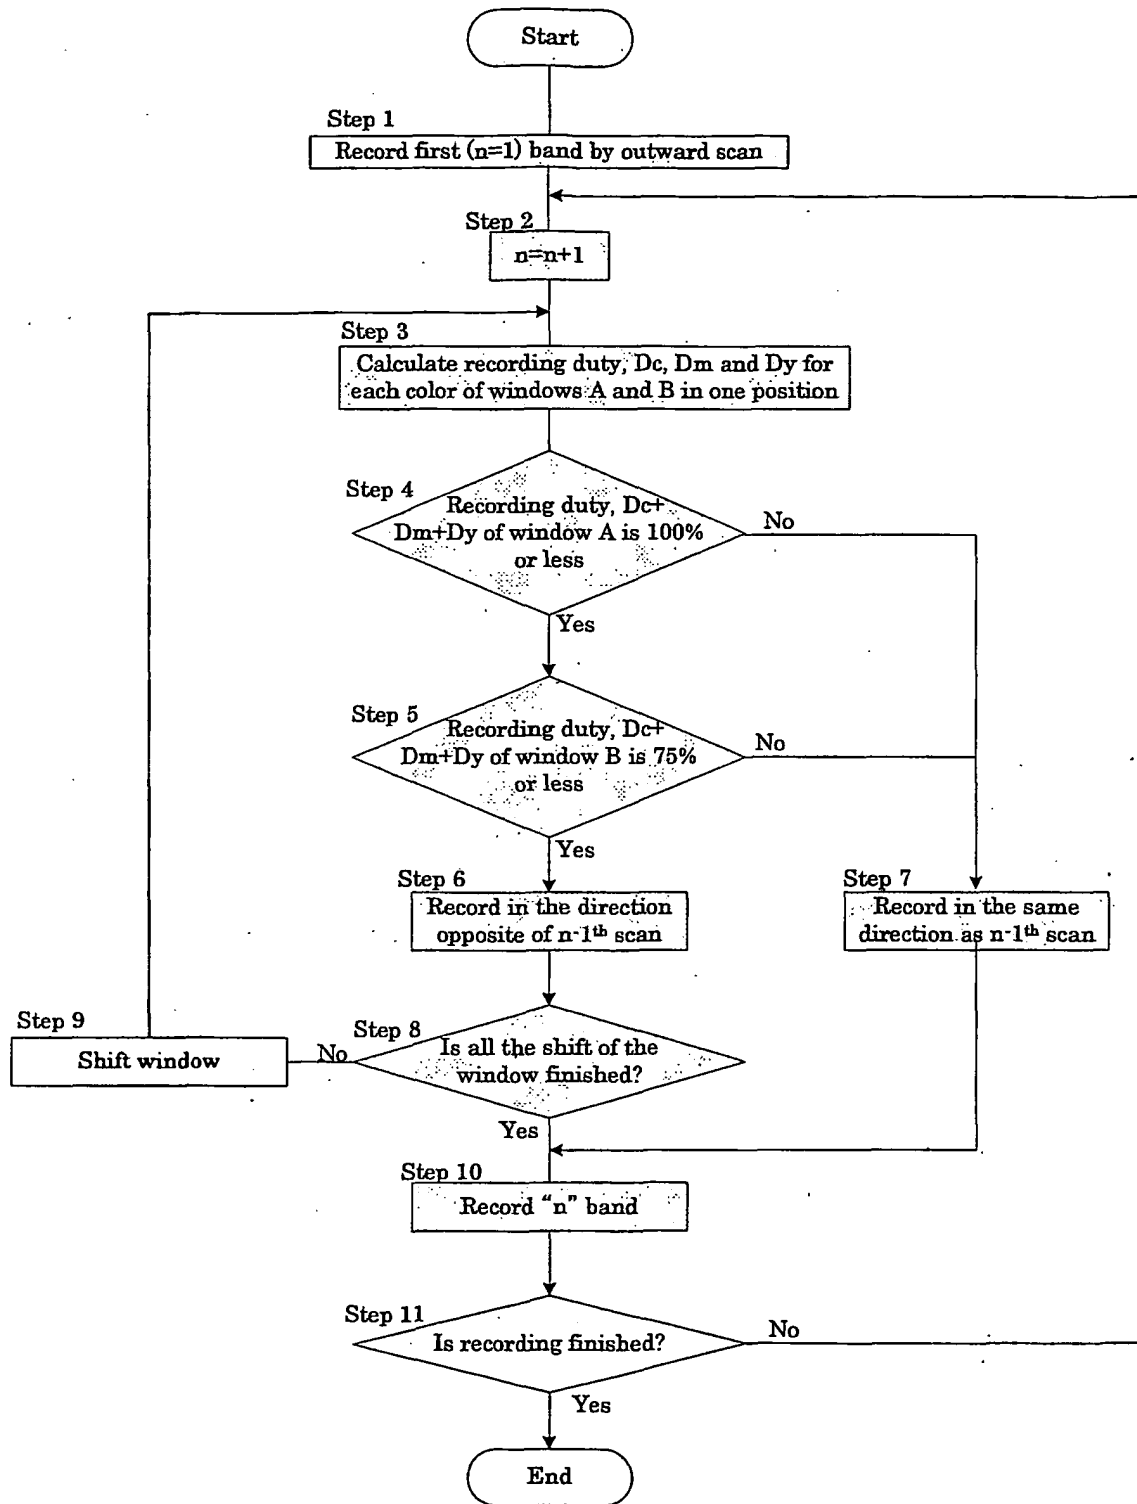 Start
Step 1
Record first (n=1) band by outward scan
Step 2
n=n+1
Step 3
Calculate recording duty, Dc, Dm and Dy for
each color of windows A and B in one position
Step 4
Recording duty, Dc+
Dm+Dy of window A is 100%
or less
No
Yes
Step 5
Recording duty, Dc+
Dm+Dy of window B is 75%
or less
No
Yes
Step 6
Record in the direction
opposite of n-1th scan
Step 7
Record in the same
direction as n-1th scan
Step 8
Is all the shift of the
window finished?
No
Step 9
Shift window
Yes
Step 10
Record “n” band
Step 11
Is recording finished?
No
Yes
End